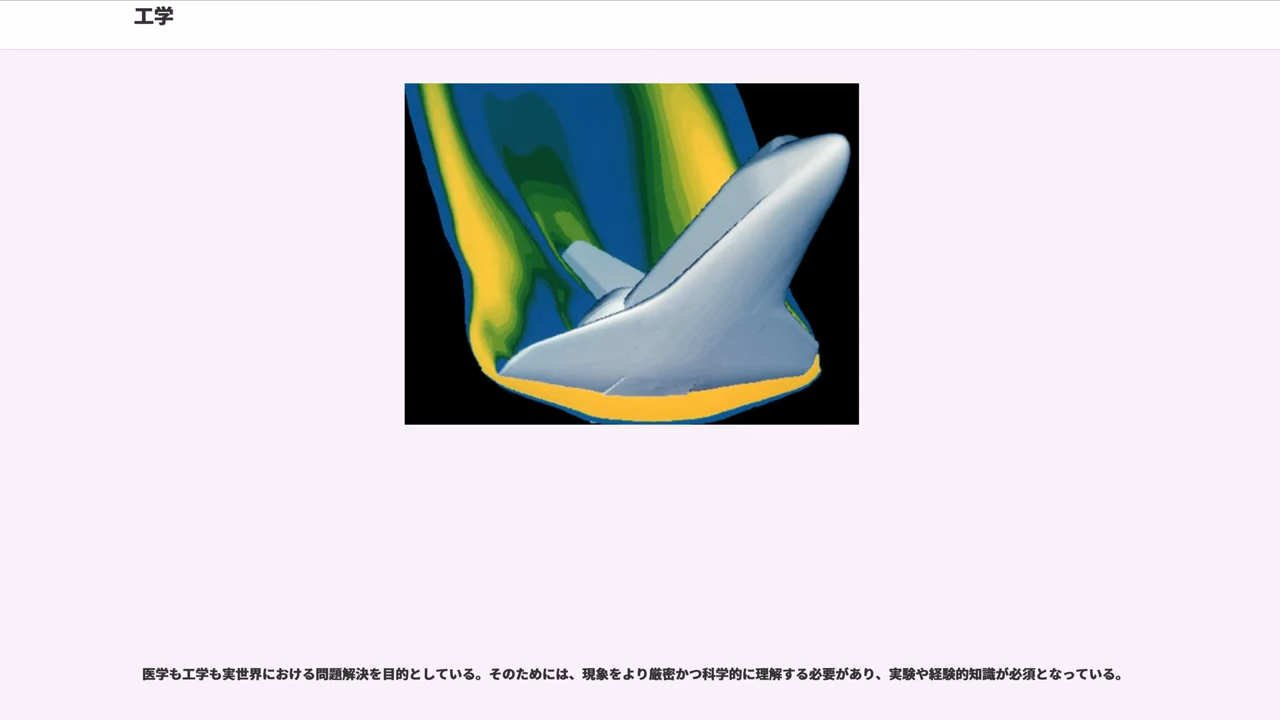 工学
医学も工学も実世界における問題解決を目的としている。そのためには、現象をより厳密かつ科学的に理解する必要があり、実験や経験的知識が必須となっている。